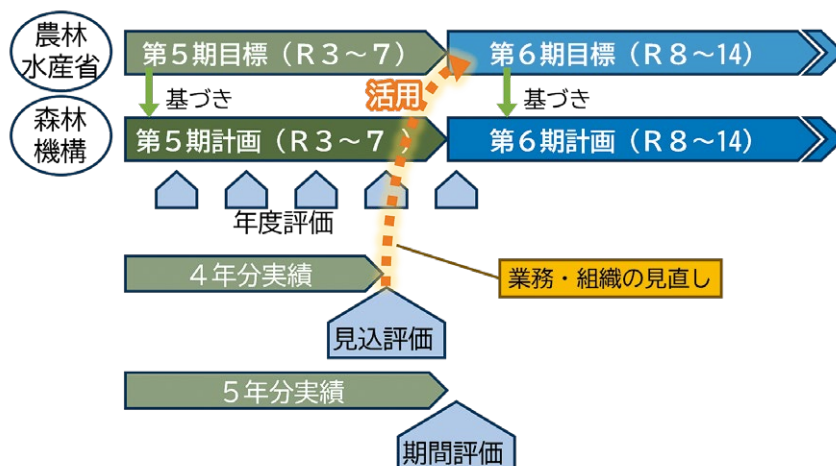 農林
水産省
第5期目標（R3～7）
第6期目標（R8～14）
基づき
活用
基づき
森林
機構
第5期計画（R3～7）
第6期計画（R8～14）
年度評価
4年分実績
業務・組織の見直し
見込評価
5年分実績
期間評価